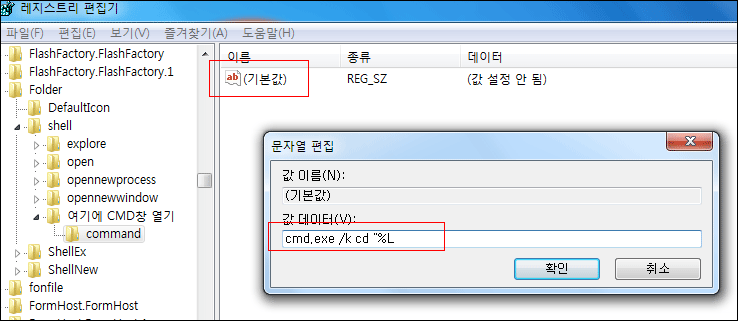 레지스트리 편집기
파일(F) 편집(E) 보기(V) 즐겨찾기(A) 도움말(H)
FlashFactory.FlashFactory
FlashFactory.FlashFactory.1
Folder
DefaultIcon
shell
explore
open
opennewprocess
opennewwindow
여기에 CMD창 열기
command
ShellEx
ShellNew
fonfile
FormHost.FormHost
이름 종류 데이터
ab (기본값) REG_SZ (값 설정 안 됨)
문자열 편집
값 이름(N):
(기본값)
값 데이터(V):
cmd.exe /k cd "%L
확인 취소